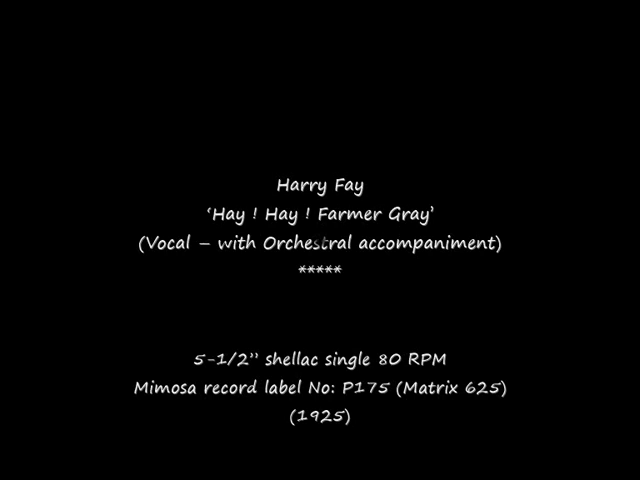 Harry Fay
‘Hay ! Hay ! Farmer Gray’
(Vocal – with Orchestral accompaniment)
*****
5-1/2” shellac single 80 RPM
Mimosa record label No: P175 (Matrix 625)
(1925)